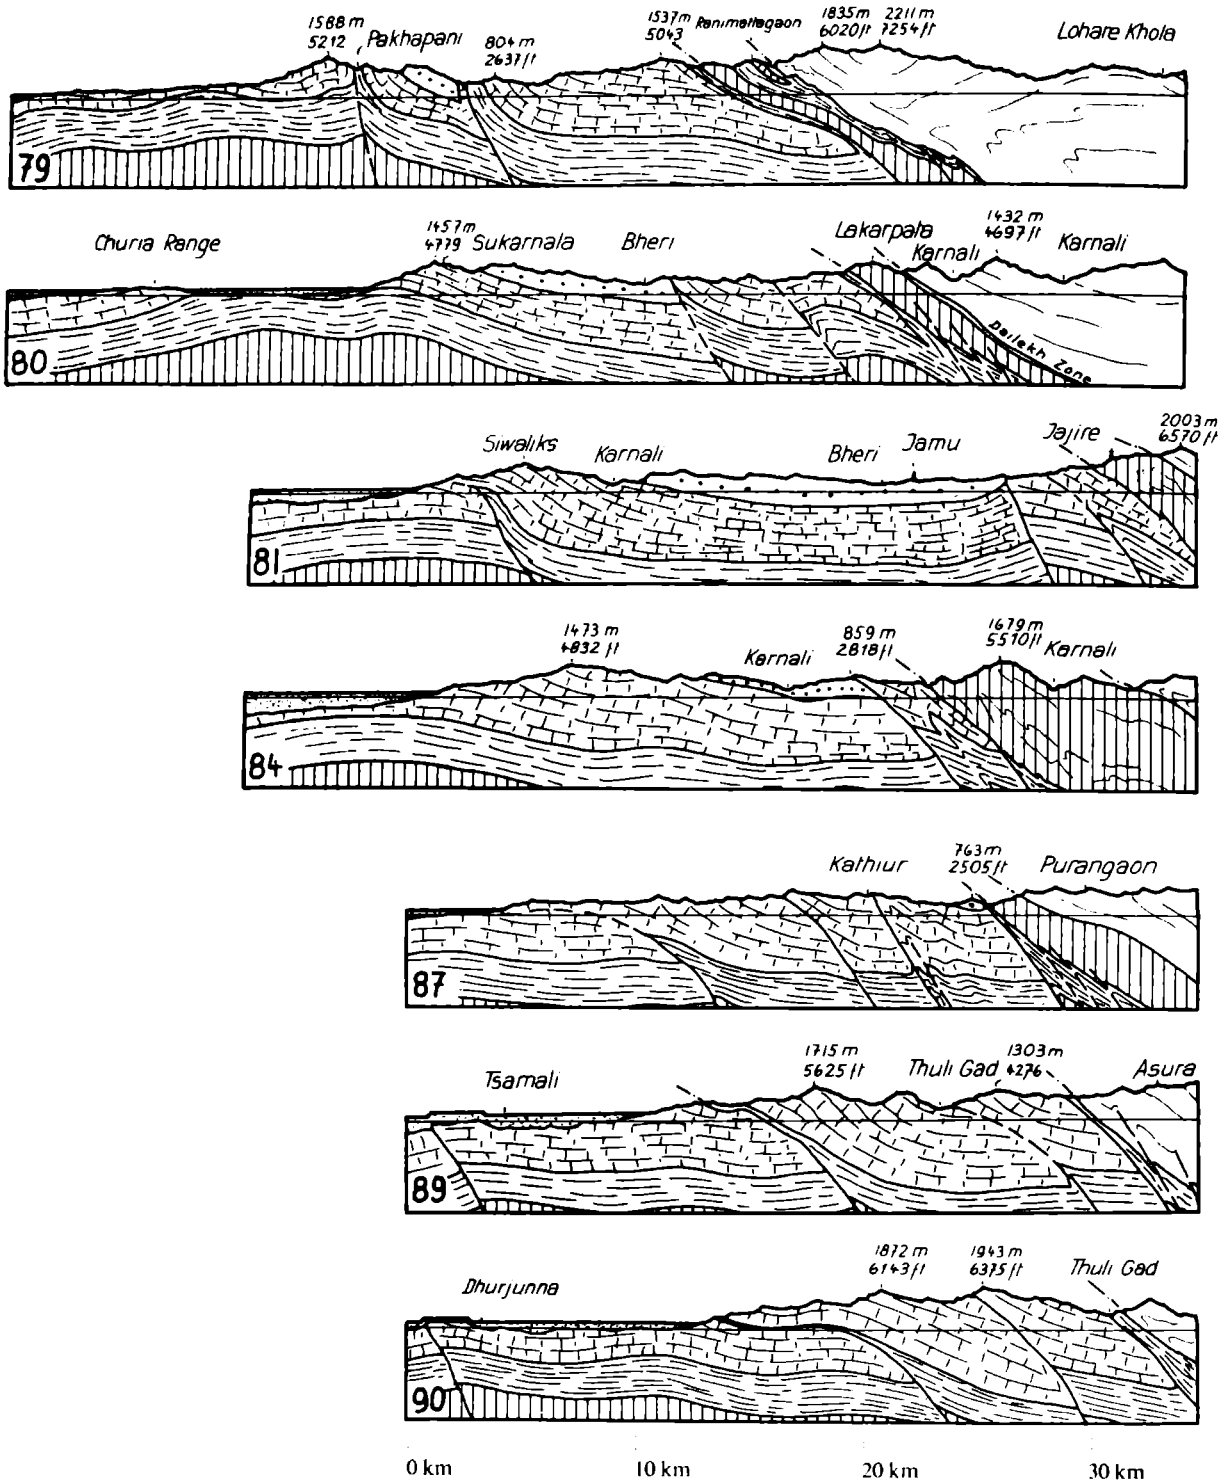 1588 m
5212
Pakhapani
804 m
2637 ft
1537 m
5043
Ranimattagaon
1835 m
6020 ft
2211 m
7254 ft
Lohare Khola
79
Churia Range
1457 m
4779
Sukarnala
Bheri
Lakarpata
Karnali
1432 m
4697 ft
Karnali
Dailekh Zone
80
Siwaliks
Karnali
Bheri
Jamu
Jajire
2003 m
6570 ft
81
1473 m
4832 ft
Karnali
859 m
2818 ft
1679 m
5510 ft
Karnali
84
Kathiur
763 m
2505 ft
Purangaon
87
Tsamali
1715 m
5625 ft
Thuli Gad
1303 m
4276
Asura
89
Dhurjunna
1872 m
6143 ft
1943 m
6375 ft
Thuli Gad
90
0 km 10 km 20 km 30 km